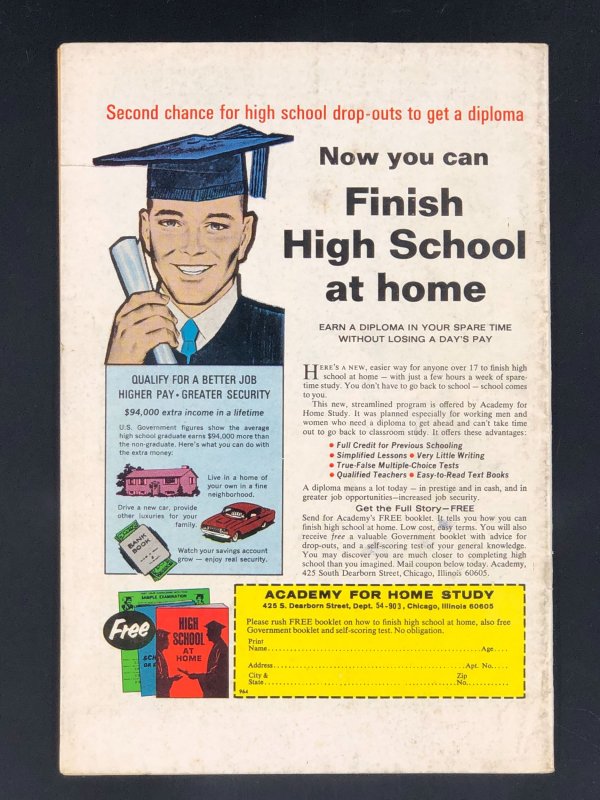 Second chance for high school drop-outs to get a diploma
Now you can
Finish
High School
at home
EARN A DIPLOMA IN YOUR SPARE TIME
WITHOUT LOSING A DAY'S PAY
QUALIFY FOR A BETTER JOB
HIGHER PAY • GREATER SECURITY
$94,000 extra income in a lifetime
U.S. Government figures show the average
high school graduate earns $94,000 more than
the non-graduate. Here's what you can do with
the extra money:
Live in a home of
your own in a fine
neighborhood.
Drive a new car, provide
other luxuries for your
family.
BANK
BOOK
Watch your savings account
grow — enjoy real security.
HERE'S A NEW, easier way for anyone over 17 to finish high
school at home — with just a few hours a week of spare-
time study. You don't have to go back to school — school comes
to you.
This new, streamlined program is offered by Academy for
Home Study. It was planned especially for working men and
women who need a diploma to get ahead and can't take time
out to go back to classroom study. It offers these advantages:
• Full Credit for Previous Schooling
• Simplified Lessons • Very Little Writing
• True-False Multiple-Choice Tests
• Qualified Teachers • Easy-to-Read Text Books
A diploma means a lot today — in prestige and in cash, and in
greater job opportunities—increased job security.
Get the Full Story—FREE
Send for Academy's FREE booklet. It tells you how you can
finish high school at home. Low cost, easy terms. You will also
receive free a valuable Government booklet with advice for
drop-outs, and a self-scoring test of your general knowledge.
You may discover you are much closer to completing high
school than you imagined. Mail coupon below today. Academy,
425 South Dearborn Street, Chicago, Illinois 60605.
Free
SAMPLE EXAMINATION
SCH
OR
HIGH
SCHOOL
AT
HOME
ACADEMY FOR HOME STUDY
425 S. Dearborn Street, Dept. 54-903, Chicago, Illinois 60605
Please rush FREE booklet on how to finish high school at home, also free
Government booklet and self-scoring test. No obligation.
Print
Name Age
Address Apt. No.
City & Zip
State No.
964